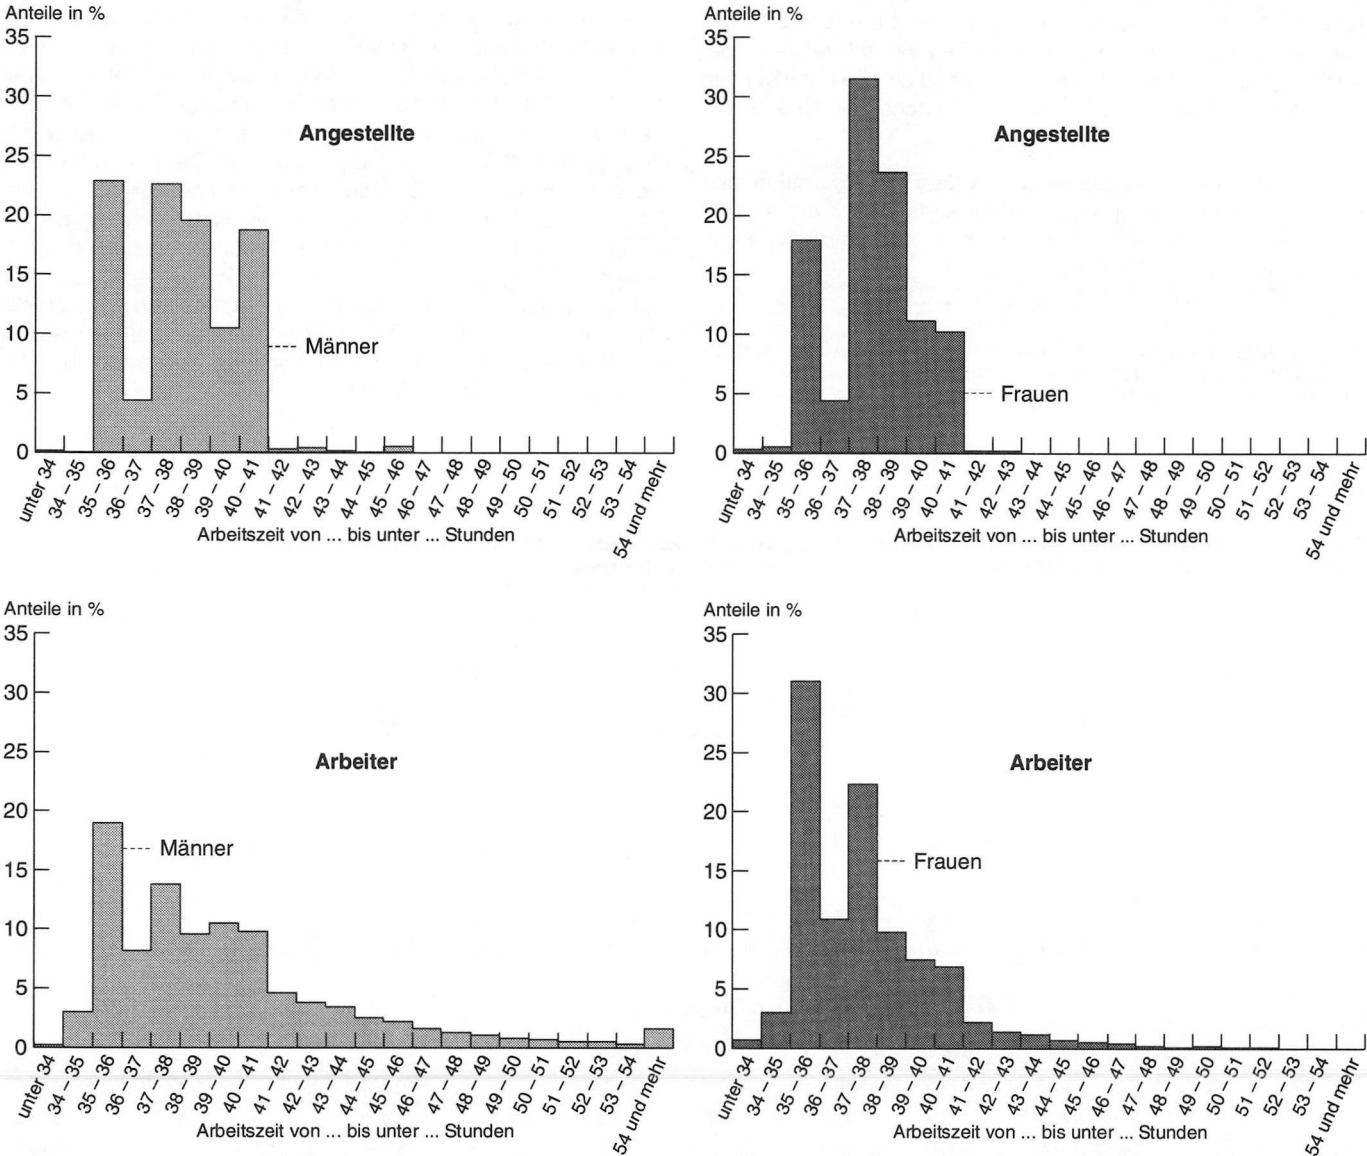 Anteile in %
35
30
25
20
15
10
5
0
Angestellte
Männer
unter 34
34 – 35
35 – 36
36 – 37
37 – 38
38 – 39
39 – 40
40 – 41
41 – 42
42 – 43
43 – 44
44 – 45
45 – 46
46 – 47
47 – 48
48 – 49
49 – 50
50 – 51
51 – 52
52 – 53
53 – 54
54 und mehr
Arbeitszeit von ... bis unter ... Stunden
Anteile in %
35
30
25
20
15
10
5
0
Angestellte
Frauen
unter 34
34 – 35
35 – 36
36 – 37
37 – 38
38 – 39
39 – 40
40 – 41
41 – 42
42 – 43
43 – 44
44 – 45
45 – 46
46 – 47
47 – 48
48 – 49
49 – 50
50 – 51
51 – 52
52 – 53
53 – 54
54 und mehr
Arbeitszeit von ... bis unter ... Stunden
Anteile in %
35
30
25
20
15
10
5
0
Arbeiter
Männer
unter 34
34 – 35
35 – 36
36 – 37
37 – 38
38 – 39
39 – 40
40 – 41
41 – 42
42 – 43
43 – 44
44 – 45
45 – 46
46 – 47
47 – 48
48 – 49
49 – 50
50 – 51
51 – 52
52 – 53
53 – 54
54 und mehr
Arbeitszeit von ... bis unter ... Stunden
Anteile in %
35
30
25
20
15
10
5
0
Arbeiter
Frauen
unter 34
34 – 35
35 – 36
36 – 37
37 – 38
38 – 39
39 – 40
40 – 41
41 – 42
42 – 43
43 – 44
44 – 45
45 – 46
46 – 47
47 – 48
48 – 49
49 – 50
50 – 51
51 – 52
52 – 53
53 – 54
54 und mehr
Arbeitszeit von ... bis unter ... Stunden